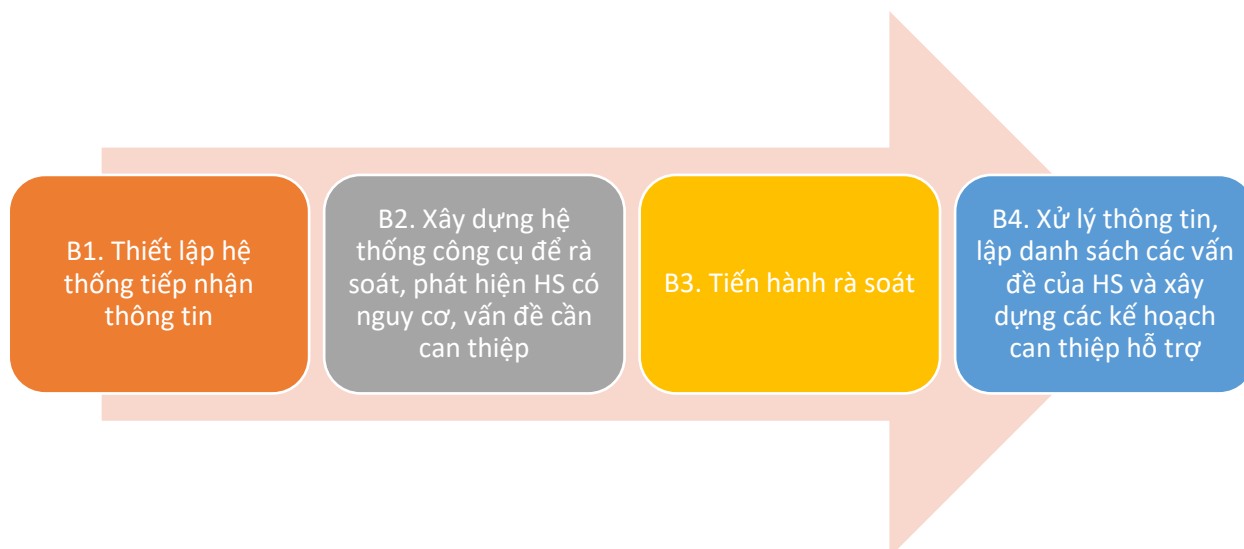 B1. Thiết lập hệ
thống tiếp nhận
thông tin
B2. Xây dựng hệ
thống công cụ để rà
soát, phát hiện HS có
nguy cơ, vấn đề cần
can thiệp
B3. Tiến hành rà soát
B4. Xử lý thông tin,
lập danh sách các vấn
đề của HS và xây
dựng các kế hoạch
can thiệp hỗ trợ